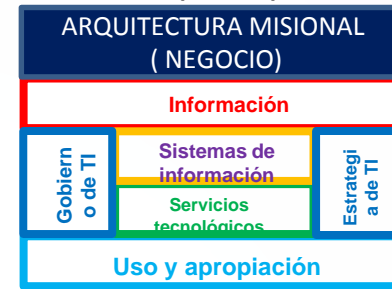 ARQUITECTURA MISIONAL
( NEGOCIO)
Información
Gobiern
o de TI
Sistemas de
información
Servicios
tecnológicos
Estrategi
a de TI
Uso y apropiación